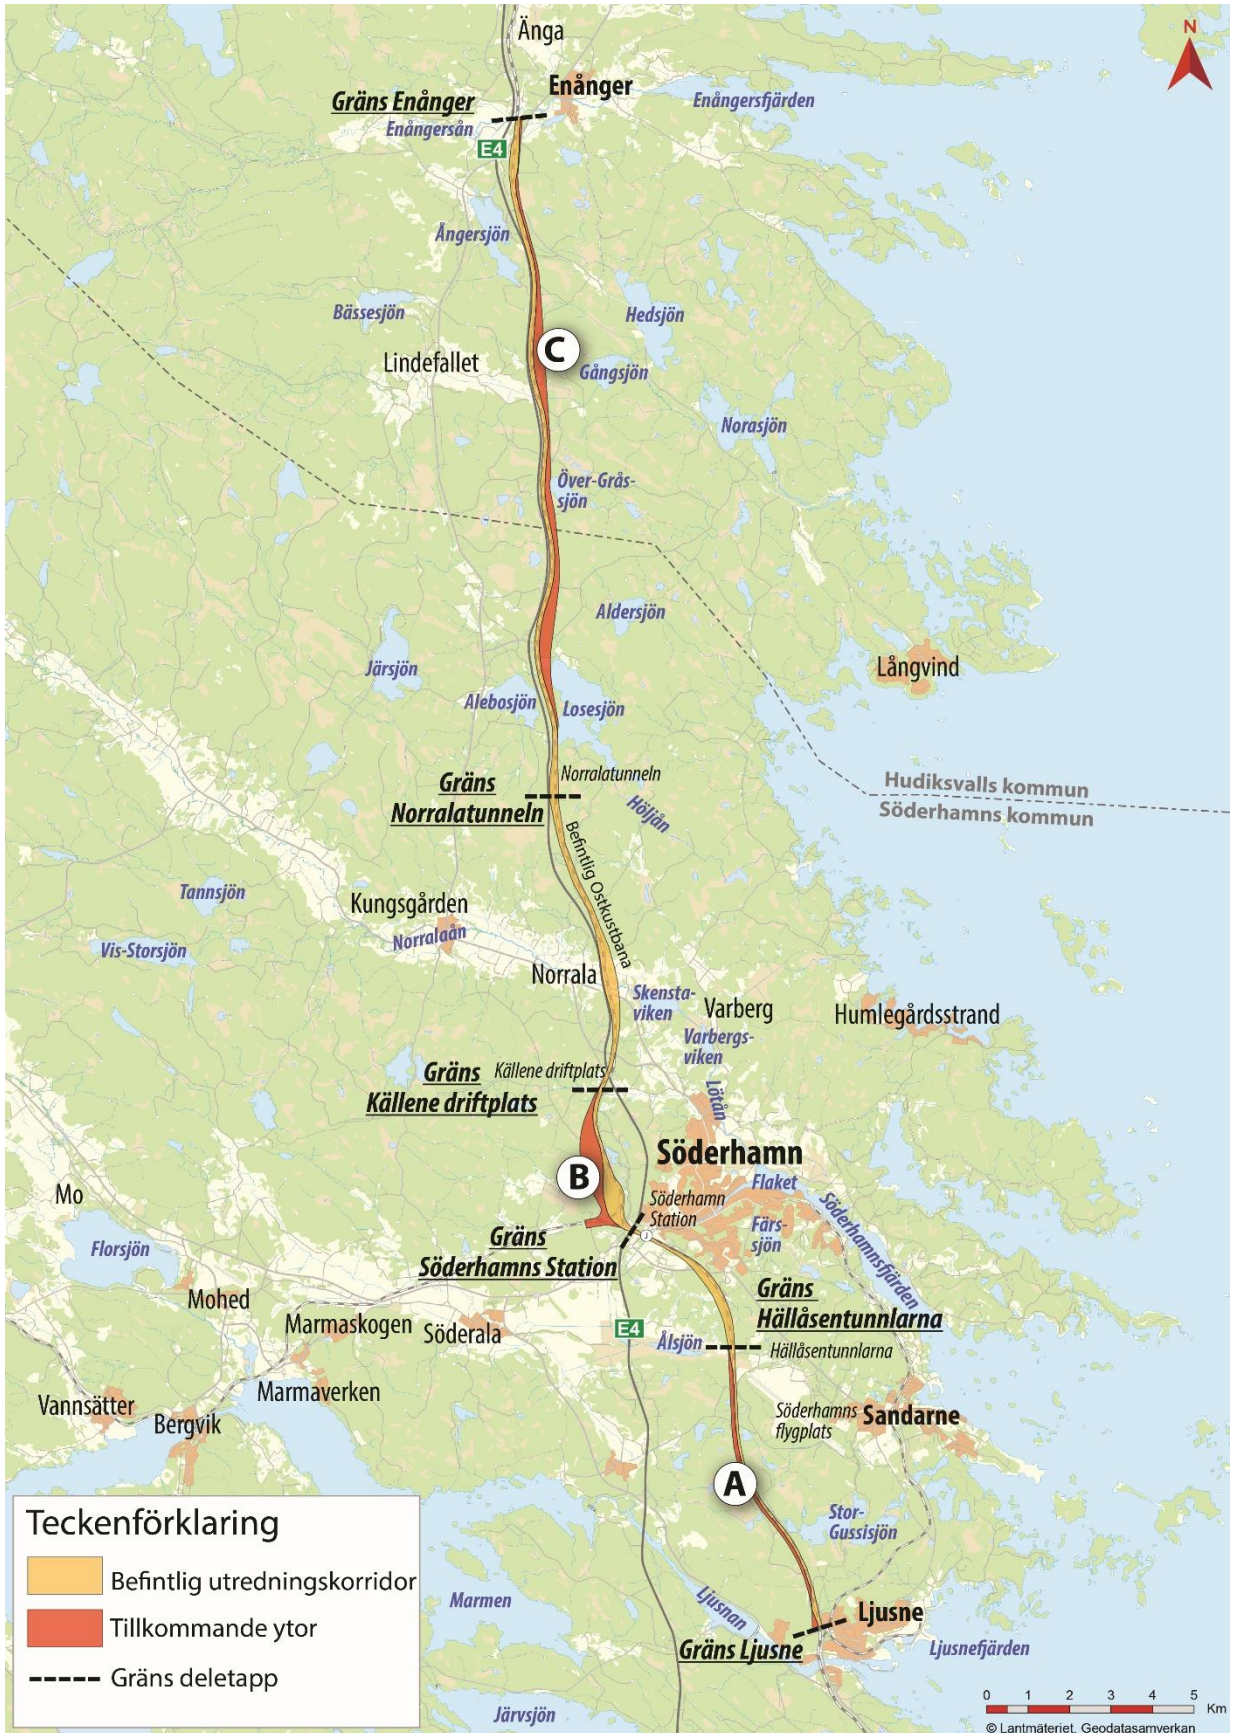 N
Änga
Enånger
Gräns Enånger
Enångersfjärden
Enångersån
E4
Ångersjön
Bässesjön
Hedsjön
C
Lindefallet
Gångsjön
Norasjön
Över-Grås-
sjön
Aldersjön
Järsjön
Långvind
Alebosjön
Losesjön
Gräns
Norralatunneln
Norralatunneln
Höljån
Hudiksvalls kommun
Söderhamns kommun
Befintlig Ostkustbana
Tannsjön
Kungsgården
Norralaån
Vis-Storsjön
Norrala
Skensta-
viken
Varberg
Humlegårdsstrand
Varbergs-
viken
Gräns
Källene driftplats
Källene driftplats
Lötån
Söderhamn
B
Mo
Flaket
Söderhamn
Station
Söderhamnsfjärden
Färs-
sjön
Florsjön
Gräns
Söderhamns Station
Mohed
Gräns
Hällåsentunnlarna
Marmaskogen
Söderala
E4
Ålsjön
Hällåsentunnlarna
Marmaverken
Vannsätter
Bergvik
Söderhamns
flygplats
Sandarne
A
Stor-
Gussisjön
Teckenförklaring
Befintlig utredningskorridor
Tillkommande ytor
Gräns deletapp
Marmen
Ljusnan
Ljusne
Gräns Ljusne
Ljusnefjärden
Järvsjön
0 1 2 3 4 5
Km
© Lantmäteriet, Geodatasamverkan